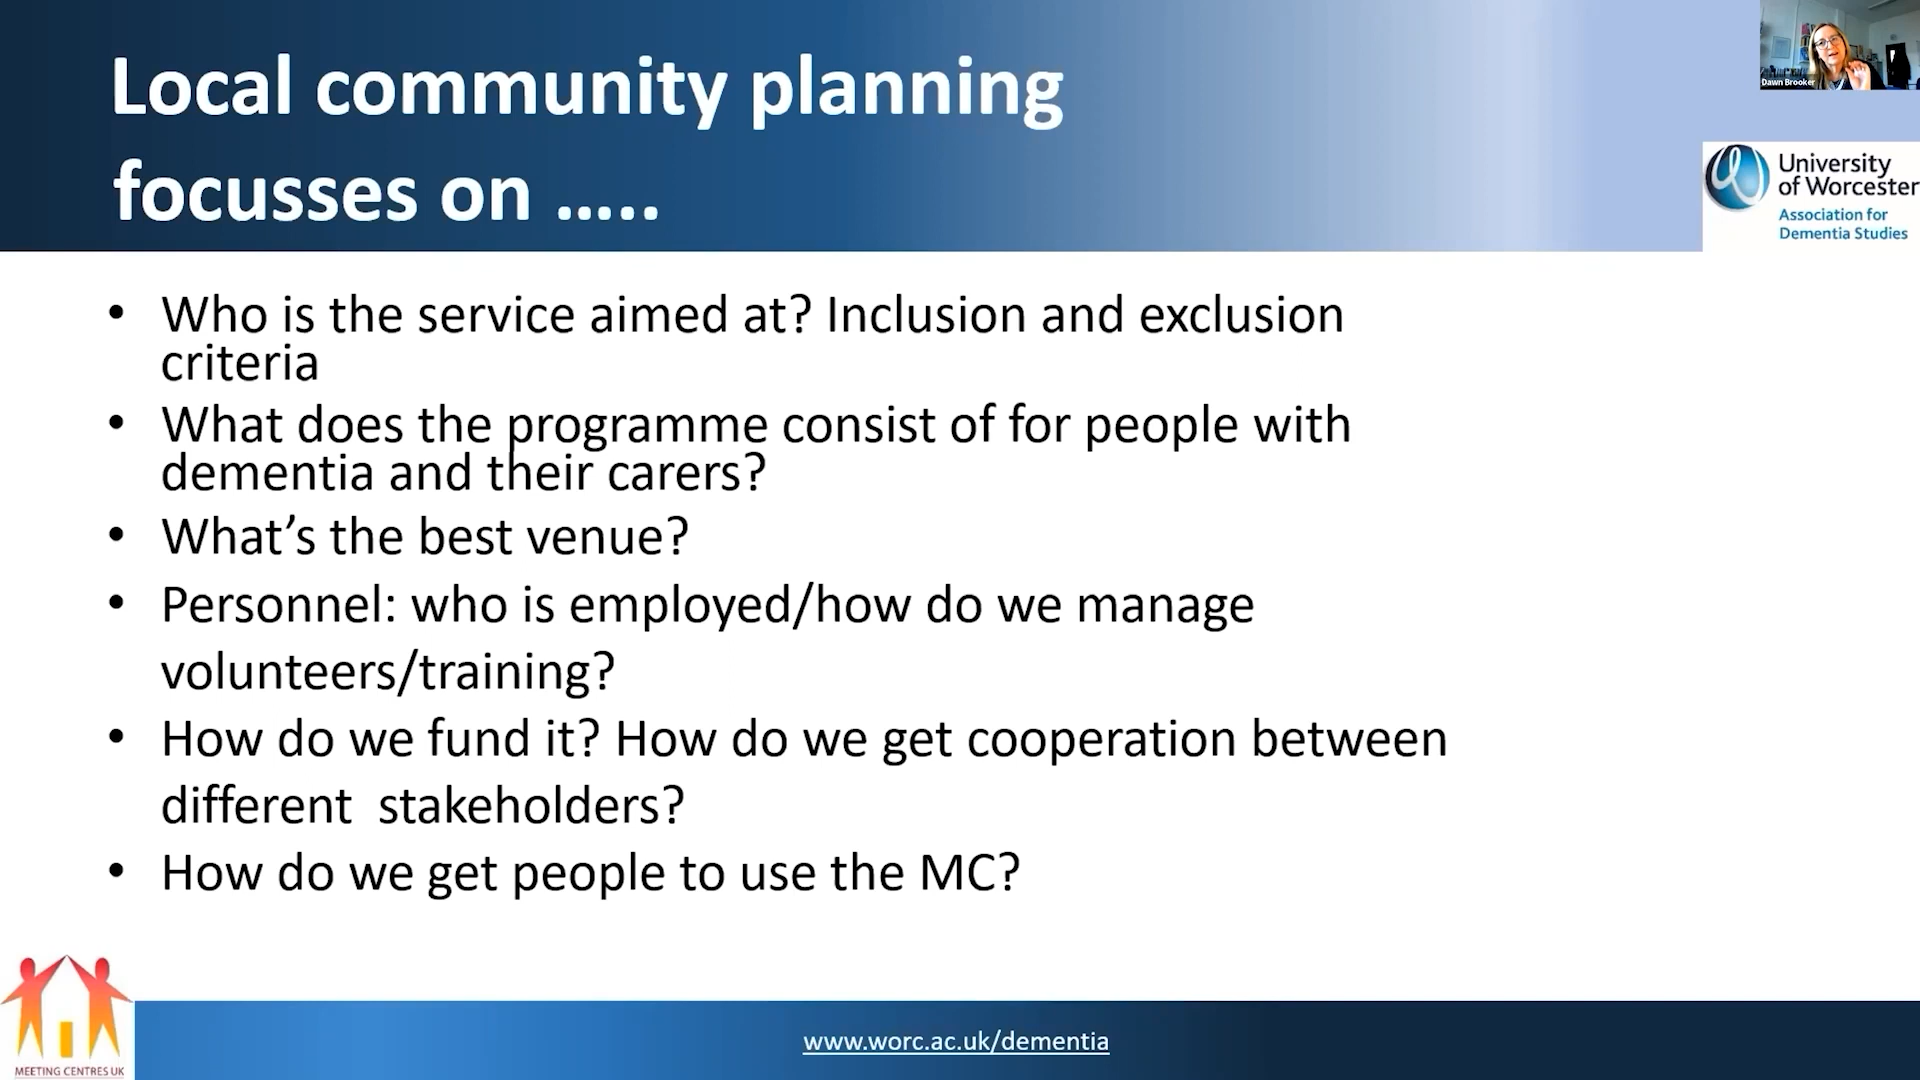 Local community planning
focusses on .....
Dawn Brooker
University
of Worcester
Association for
Dementia Studies
• Who is the service aimed at? Inclusion and exclusion
criteria
• What does the programme consist of for people with
dementia and their carers?
• What’s the best venue?
• Personnel: who is employed/how do we manage
volunteers/training?
• How do we fund it? How do we get cooperation between
different  stakeholders?
• How do we get people to use the MC?
MEETING CENTRES UK
www.worc.ac.uk/dementia